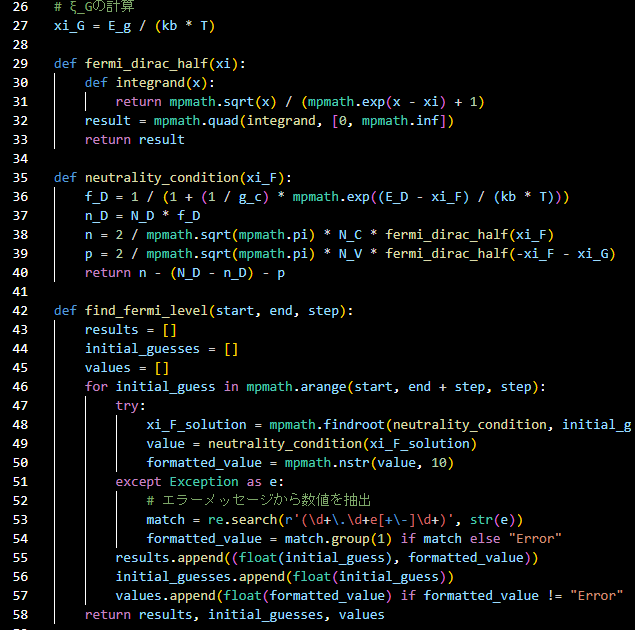 26 # ξ_Gの計算
27 xi_G = E_g / (kb * T)
28
29 def fermi_dirac_half(xi):
30     def integrand(x):
31         return mpmath.sqrt(x) / (mpmath.exp(x - xi) + 1)
32     result = mpmath.quad(integrand, [0, mpmath.inf])
33     return result
34
35 def neutrality_condition(xi_F):
36     f_D = 1 / (1 + (1 / g_c) * mpmath.exp((E_D - xi_F) / (kb * T)))
37     n_D = N_D * f_D
38     n = 2 / mpmath.sqrt(mpmath.pi) * N_C * fermi_dirac_half(xi_F)
39     p = 2 / mpmath.sqrt(mpmath.pi) * N_V * fermi_dirac_half(-xi_F - xi_G)
40     return n - (N_D - n_D) - p
41
42 def find_fermi_level(start, end, step):
43     results = []
44     initial_guesses = []
45     values = []
46     for initial_guess in mpmath.arange(start, end + step, step):
47         try:
48             xi_F_solution = mpmath.findroot(neutrality_condition, initial_g
49             value = neutrality_condition(xi_F_solution)
50             formatted_value = mpmath.nstr(value, 10)
51         except Exception as e:
52             # エラーメッセージから数値を抽出
53             match = re.search(r'(\d+\.\d+e[+\-]\d+)', str(e))
54             formatted_value = match.group(1) if match else "Error"
55         results.append((float(initial_guess), formatted_value))
56         initial_guesses.append(float(initial_guess))
57         values.append(float(formatted_value) if formatted_value != "Error"
58     return results, initial_guesses, values